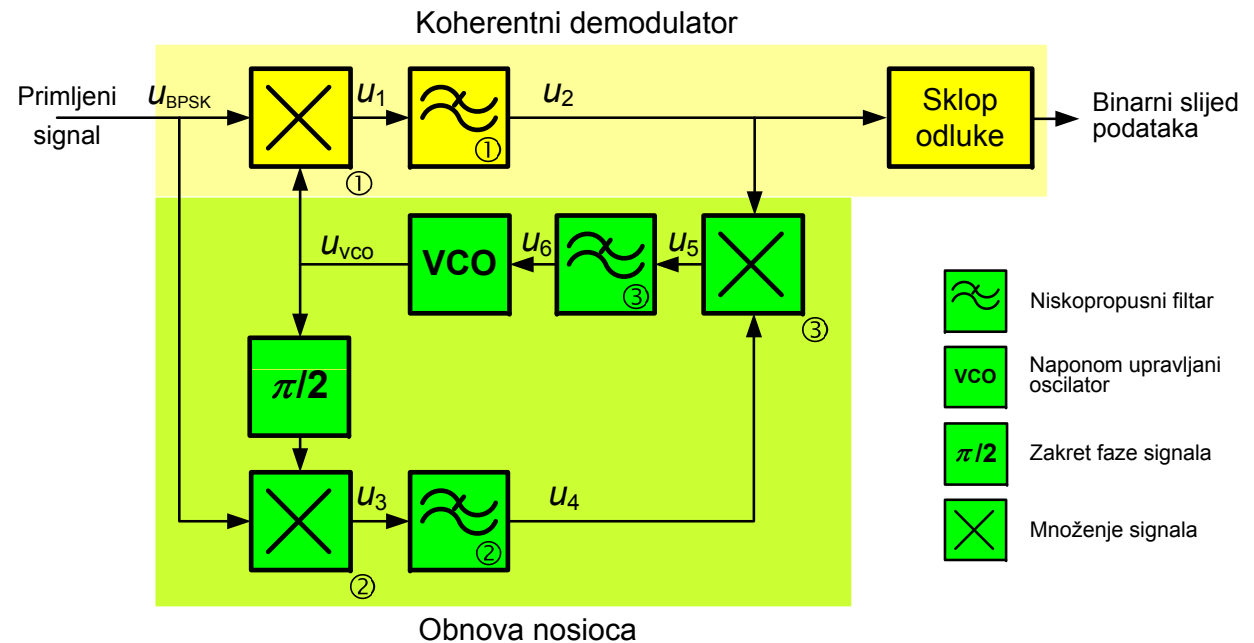 Koherentni demodulator
Primljeni
signal
uBPSK
u1
u2
①
①
Sklop
odluke
Binarni slijed
podataka
uVCO
VCO
u6
u5
③
③
π/2
u3
u4
②
②
Obnova nosioca
Niskopropusni filtar
VCO
Naponom upravljani
oscilator
π/2
Zakret faze signala
Množenje signala